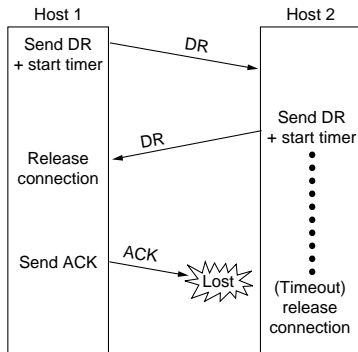 Host 1
Host 2
Send DR
+ start timer
DR
Send DR
+ start timer
DR
Release
connection
Send ACK
ACK
Lost
(Timeout)
release
connection